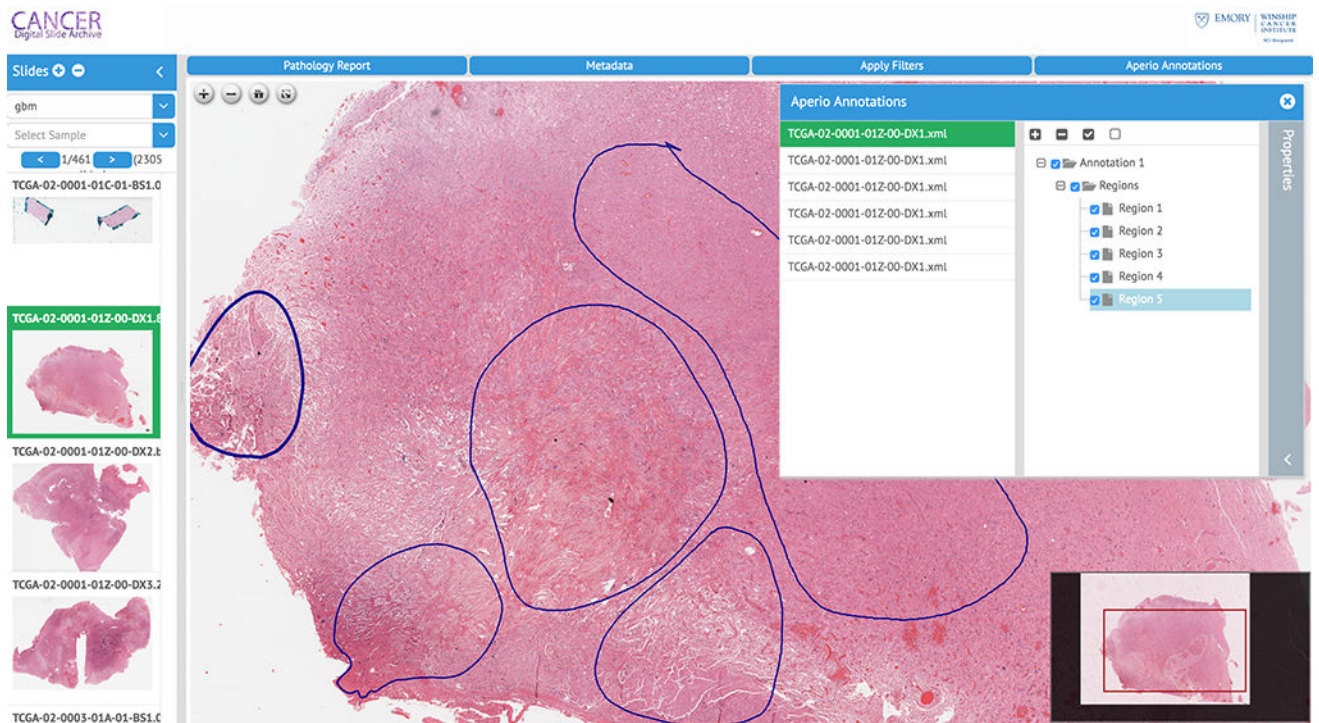 CANCER
Digital Slide Archive
EMORY
WINSHIP
CANCER
INSTITUTE
NCI Designated
Slides
Pathology Report
Metadata
Apply Filters
Aperio Annotations
gbm
Select Sample
< 1/461 > (2305
TCGA-02-0001-01C-01-BS1.0
TCGA-02-0001-01Z-00-DX1.8
TCGA-02-0001-01Z-00-DX2.b
TCGA-02-0001-01Z-00-DX3.2
TCGA-02-0003-01A-01-BS1.0
Aperio Annotations
TCGA-02-0001-01Z-00-DX1.xml
TCGA-02-0001-01Z-00-DX1.xml
TCGA-02-0001-01Z-00-DX1.xml
TCGA-02-0001-01Z-00-DX1.xml
TCGA-02-0001-01Z-00-DX1.xml
TCGA-02-0001-01Z-00-DX1.xml
Annotation 1
Regions
Region 1
Region 2
Region 3
Region 4
Region 5
Properties